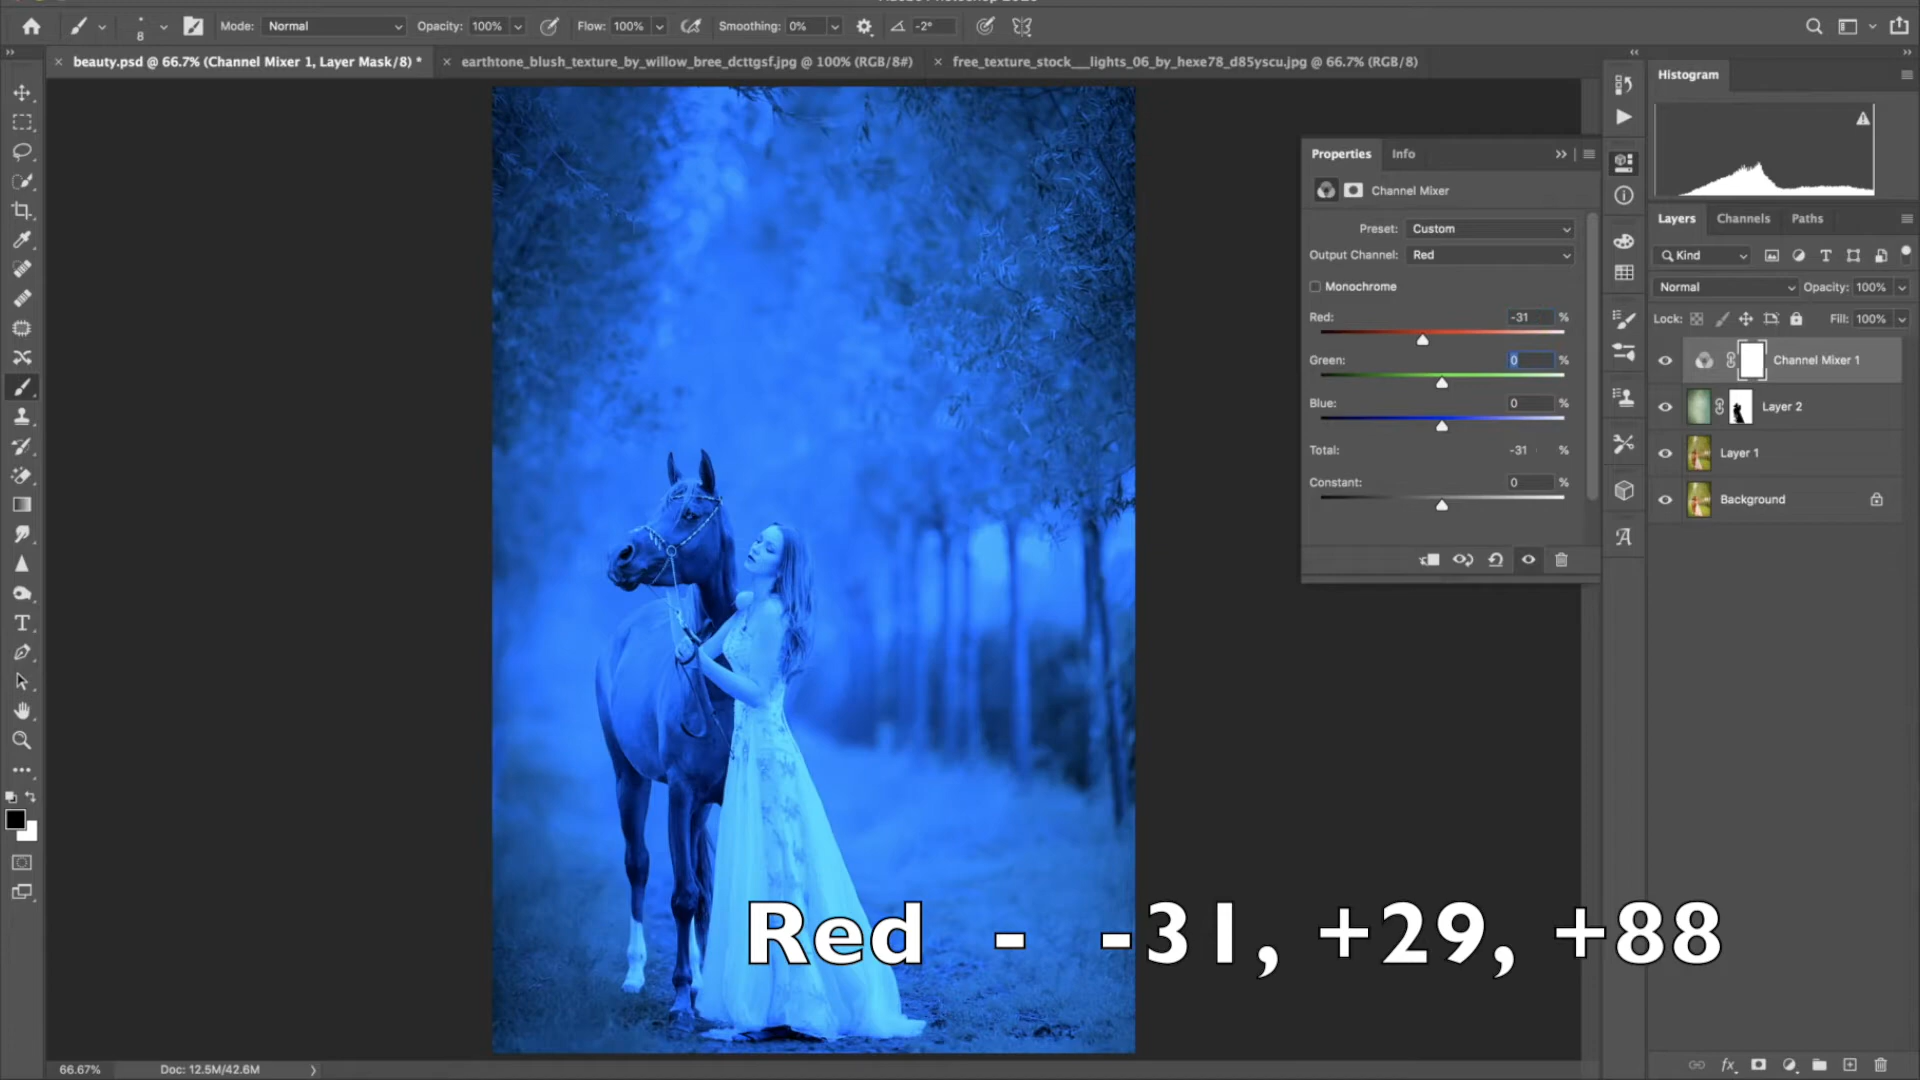 Mode: Normal Opacity: 100% Flow: 100% Smoothing: 0% -2°
8
beauty.psd @ 66.7% (Channel Mixer 1, Layer Mask/8) *
earthtone_blush_texture_by_willow_bree_dcttgsf.jpg @ 100% (RGB/8#)
free_texture_stock___lights_06_by_hexe78_d85yscu.jpg @ 66.7% (RGB/8)
Properties Info
Channel Mixer
Preset: Custom
Output Channel: Red
Monochrome
Red: -31 %
Green: 0 %
Blue: 0 %
Total: -31 %
Constant: 0 %
Histogram
Layers Channels Paths
Kind
Normal Opacity: 100%
Lock: Fill: 100%
Channel Mixer 1
Layer 2
Layer 1
Background
Red - -31, +29, +88
66.67% Doc: 12.5M/42.6M